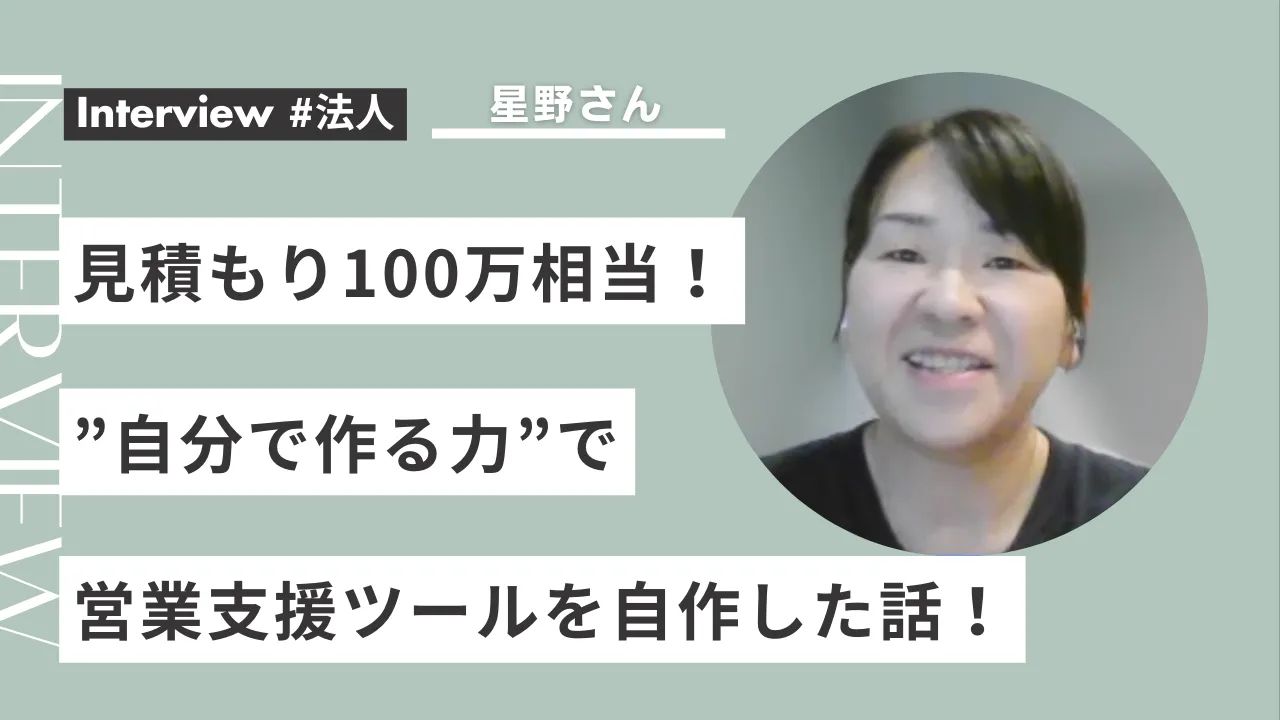 INTERVIEW
Interview #法人
星野さん
見積もり100万相当！
”自分で作る力”で
営業支援ツールを自作した話！